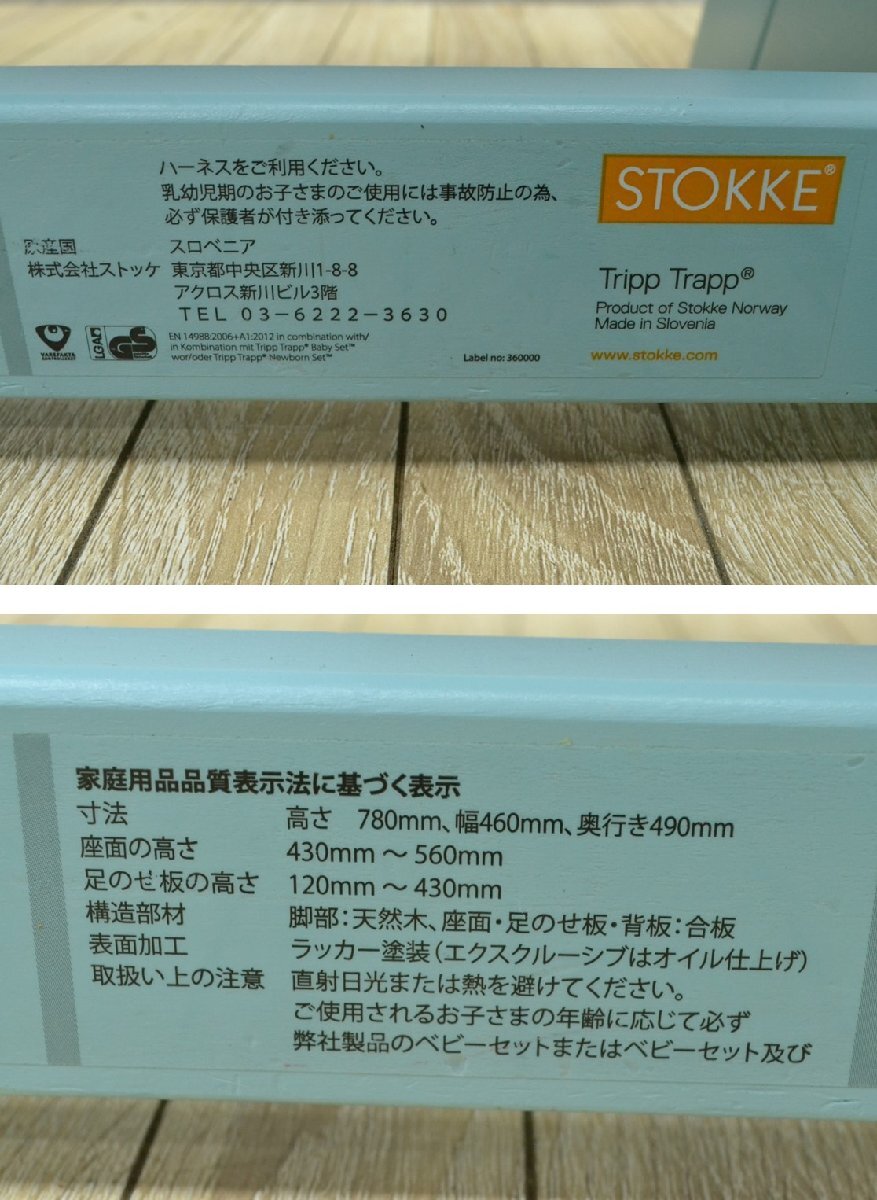 ハーネスをご利用ください。
乳幼児期のお子さまのご使用には事故防止の為、
必ず保護者が付き添ってください。
原産国 スロベニア
株式会社ストッケ 東京都中央区新川1-8-8
アクロス新川ビル3階
TEL 03-6222-3630
LGA
GS
EN 14988:2006+A1:2012 in combination with/
in Kombination mit Tripp Trapp® Baby Set™
wor/oder Tripp Trapp® Newborn Set™
Label no: 360000
STOKKE®
Tripp Trapp®
Product of Stokke Norway
Made in Slovenia
www.stokke.com
家庭用品品質表示法に基づく表示
寸法 高さ 780mm、幅460mm、奥行き490mm
座面の高さ 430mm～560mm
足のせ板の高さ 120mm～430mm
構造部材 脚部:天然木、座面・足のせ板・背板:合板
表面加工 ラッカー塗装(エクスクルーシブはオイル仕上げ)
取扱い上の注意 直射日光または熱を避けてください。
ご使用されるお子さまの年齢に応じて必ず
弊社製品のベビーセットまたはベビーセット及び